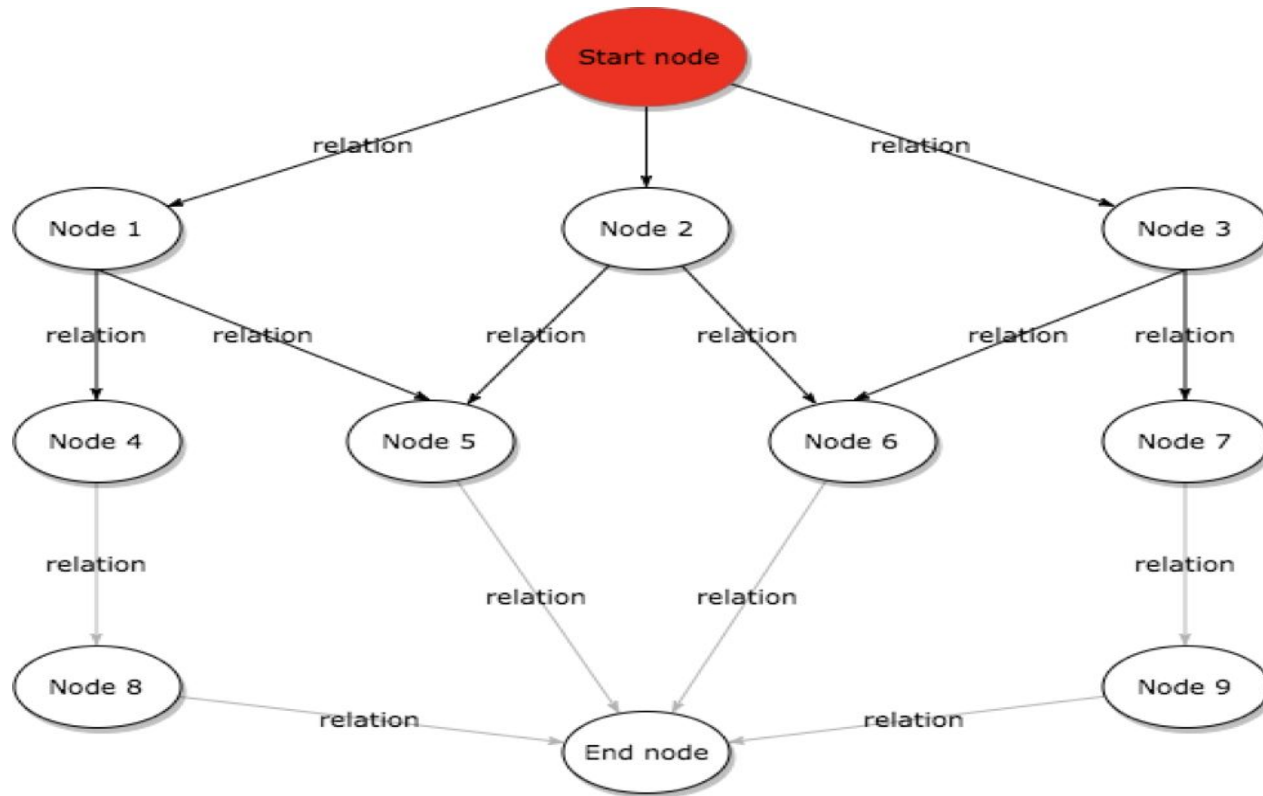 Start node
relation
relation
Node 1
Node 2
Node 3
relation
relation
relation
relation
relation
relation
Node 4
Node 5
Node 6
Node 7
relation
relation
relation
relation
Node 8
Node 9
relation
relation
End node